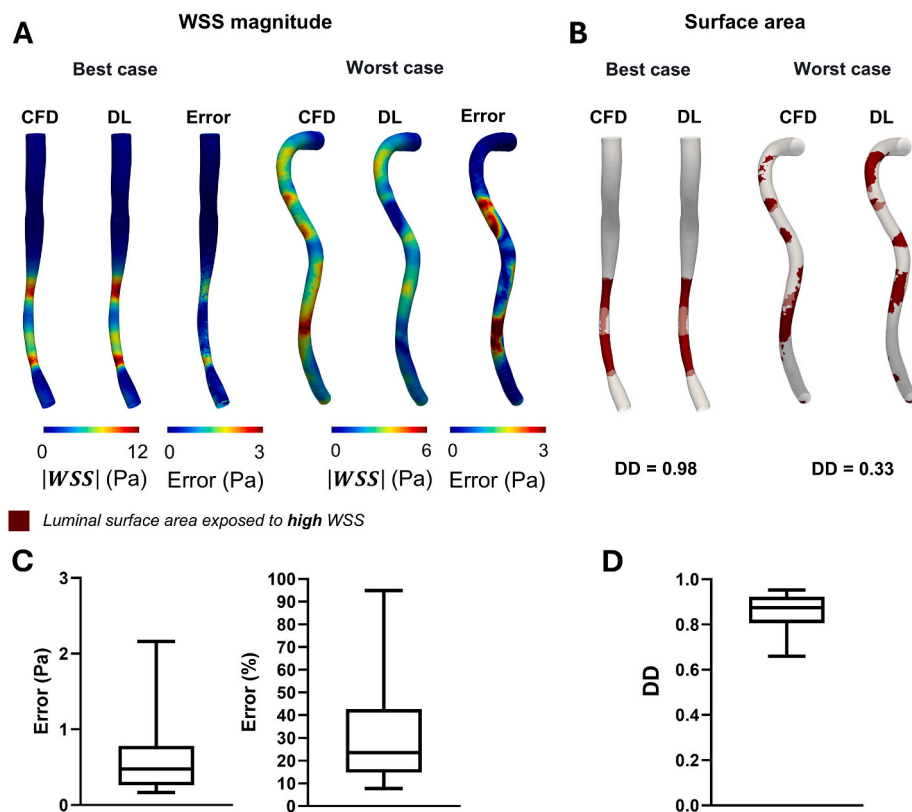 A
WSS magnitude
Best case
Worst case
CFD DL Error
CFD DL Error
0 12
|WSS| (Pa)
0 3
Error (Pa)
0 6
|WSS| (Pa)
0 3
Error (Pa)
B
Surface area
Best case
Worst case
CFD DL
CFD DL
DD = 0.98
DD = 0.33
Luminal surface area exposed to high WSS
C
Error (Pa)
3
2
1
0
Error (%)
100
90
80
70
60
50
40
30
20
10
0
D
DD
1.0
0.8
0.6
0.4
0.2
0.0